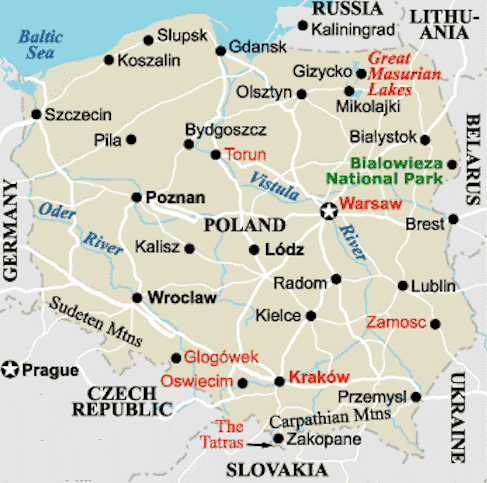 RUSSIA
LITHU-
ANIA
Baltic
Sea
Slupsk
Kaliningrad
Koszalin
Gdansk
Gizycko
Great
Masurian
Lakes
Olsztyn
Mikolajki
Szczecin
Pila
Bydgoszcz
Bialystok
BELARUS
Torun
Bialowieza
National Park
GERMANY
Poznan
Vistula
Warsaw
Oder
River
POLAND
River
Brest
Kalisz
Lódz
Radom
Lublin
Wroclaw
Sudeten Mtns
Kielce
Zamosc
Prague
Glogówek
Oswiecim
Kraków
UKRAINE
CZECH
REPUBLIC
Przemysl
Carpathian Mtns
The
Tatras
Zakopane
SLOVAKIA